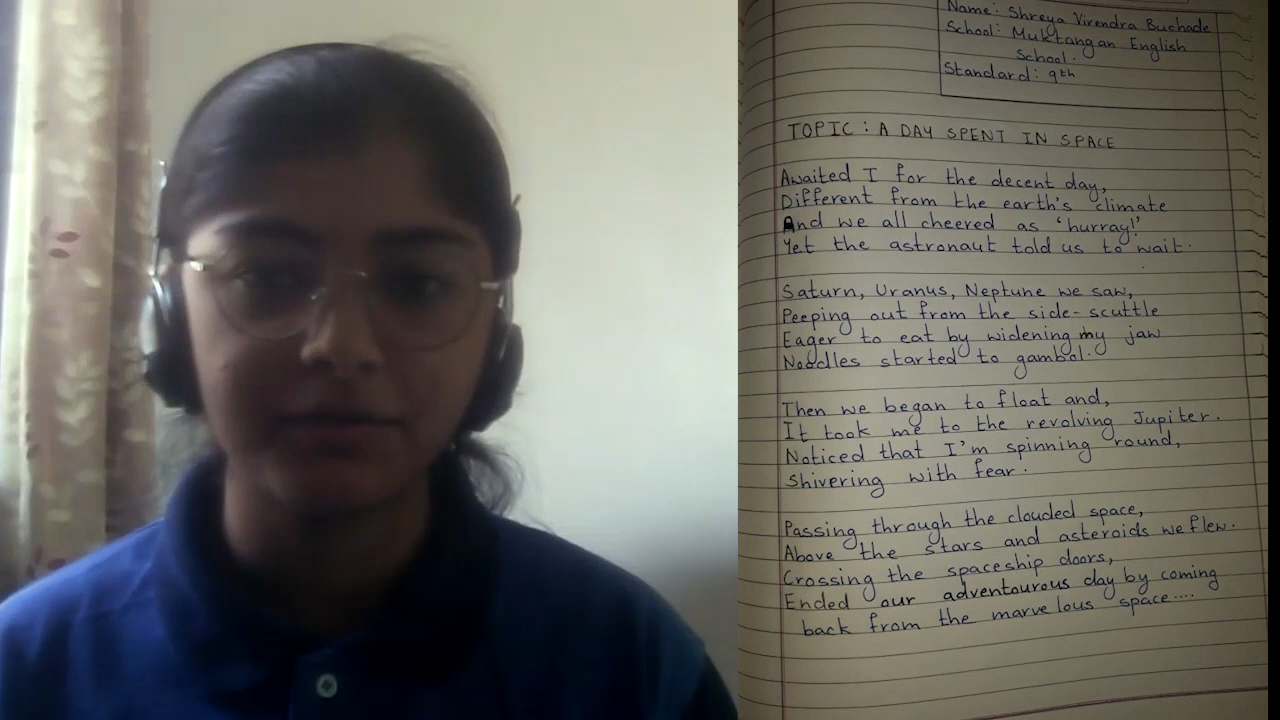 Name: Shreya Virendra Buchade
School: Muktangan English
School.
Standard: 9th
TOPIC: A DAY SPENT IN SPACE
Awaited I for the decent day,
Different from the earth's climate
And we all cheered as 'hurray!'
Yet the astronaut told us to wait.
Saturn, Uranus, Neptune we saw,
Peeping out from the side-scuttle
Eager to eat by widening my jaw
Noodles started to gambol.
Then we began to float and,
It took me to the revolving Jupiter.
Noticed that I'm spinning round,
Shivering with fear.
Passing through the clouded space,
Above the stars and asteroids we flew.
Crossing the spaceship doors,
Ended our adventourous day by coming
back from the marvelous space....